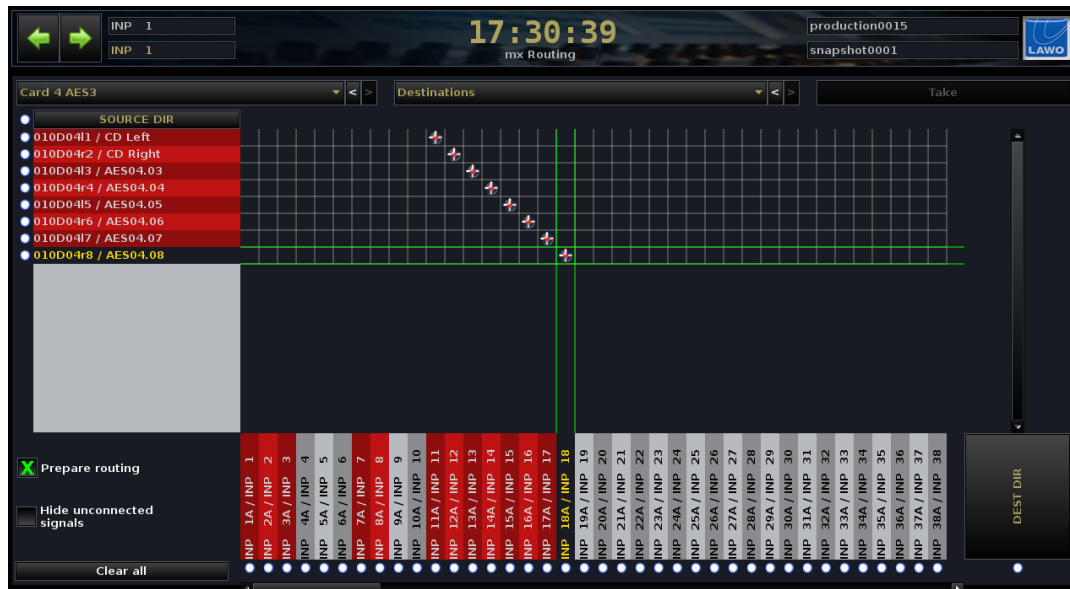 INP 1
INP 1
17:30:39
mx Routing
production0015
snapshot0001
LAWO
Card 4 AES3
< >
Destinations
< >
Take
SOURCE DIR
010D04l1 / CD Left
010D04r2 / CD Right
010D04l3 / AES04.03
010D04r4 / AES04.04
010D04l5 / AES04.05
010D04r6 / AES04.06
010D04l7 / AES04.07
010D04r8 / AES04.08
X Prepare routing
Hide unconnected
signals
Clear all
INP 1A / INP 1
INP 2A / INP 2
INP 3A / INP 3
INP 4A / INP 4
INP 5A / INP 5
INP 6A / INP 6
INP 7A / INP 7
INP 8A / INP 8
INP 9A / INP 9
INP 10A / INP 10
INP 11A / INP 11
INP 12A / INP 12
INP 13A / INP 13
INP 14A / INP 14
INP 15A / INP 15
INP 16A / INP 16
INP 17A / INP 17
INP 18A / INP 18
INP 19A / INP 19
INP 20A / INP 20
INP 21A / INP 21
INP 22A / INP 22
INP 23A / INP 23
INP 24A / INP 24
INP 25A / INP 25
INP 26A / INP 26
INP 27A / INP 27
INP 28A / INP 28
INP 29A / INP 29
INP 30A / INP 30
INP 31A / INP 31
INP 32A / INP 32
INP 33A / INP 33
INP 34A / INP 34
INP 35A / INP 35
INP 36A / INP 36
INP 37A / INP 37
INP 38A / INP 38
DEST DIR